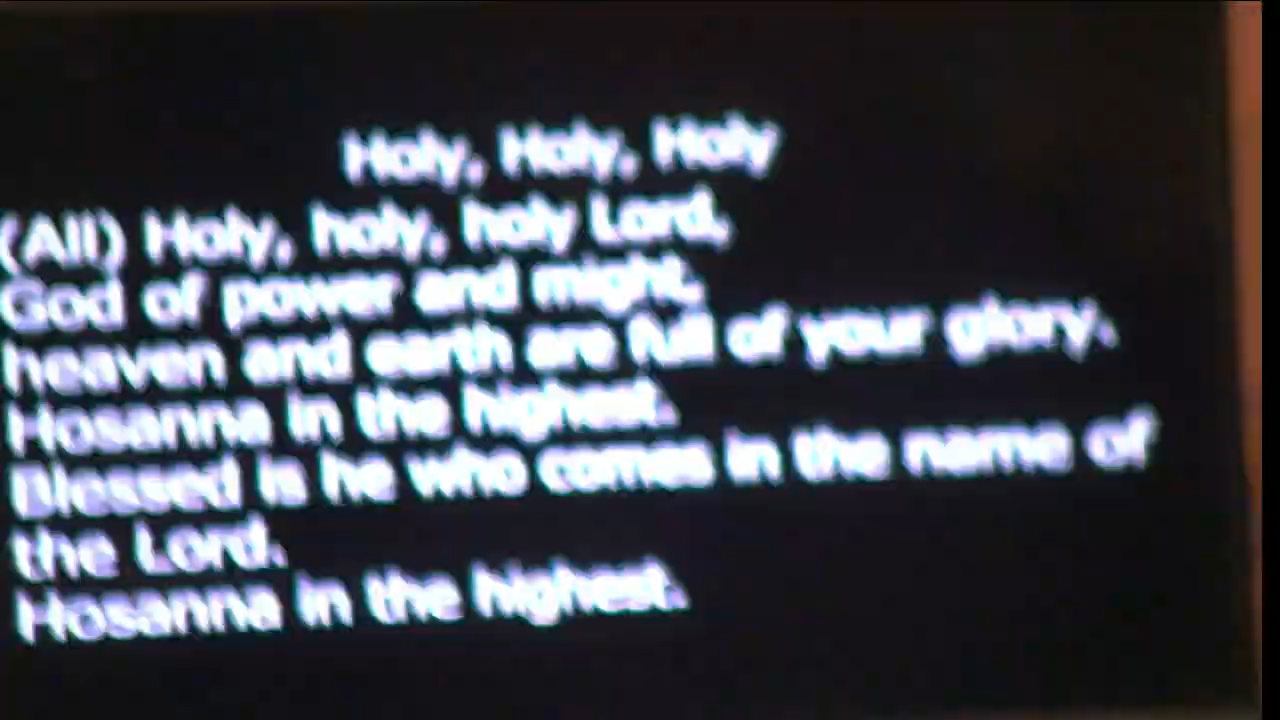 Holy, Holy, Holy
(All) Holy, holy, holy Lord,
God of power and might,
heaven and earth are full of your glory.
Hosanna in the highest.
Blessed is he who comes in the name of
the Lord.
Hosanna in the highest.